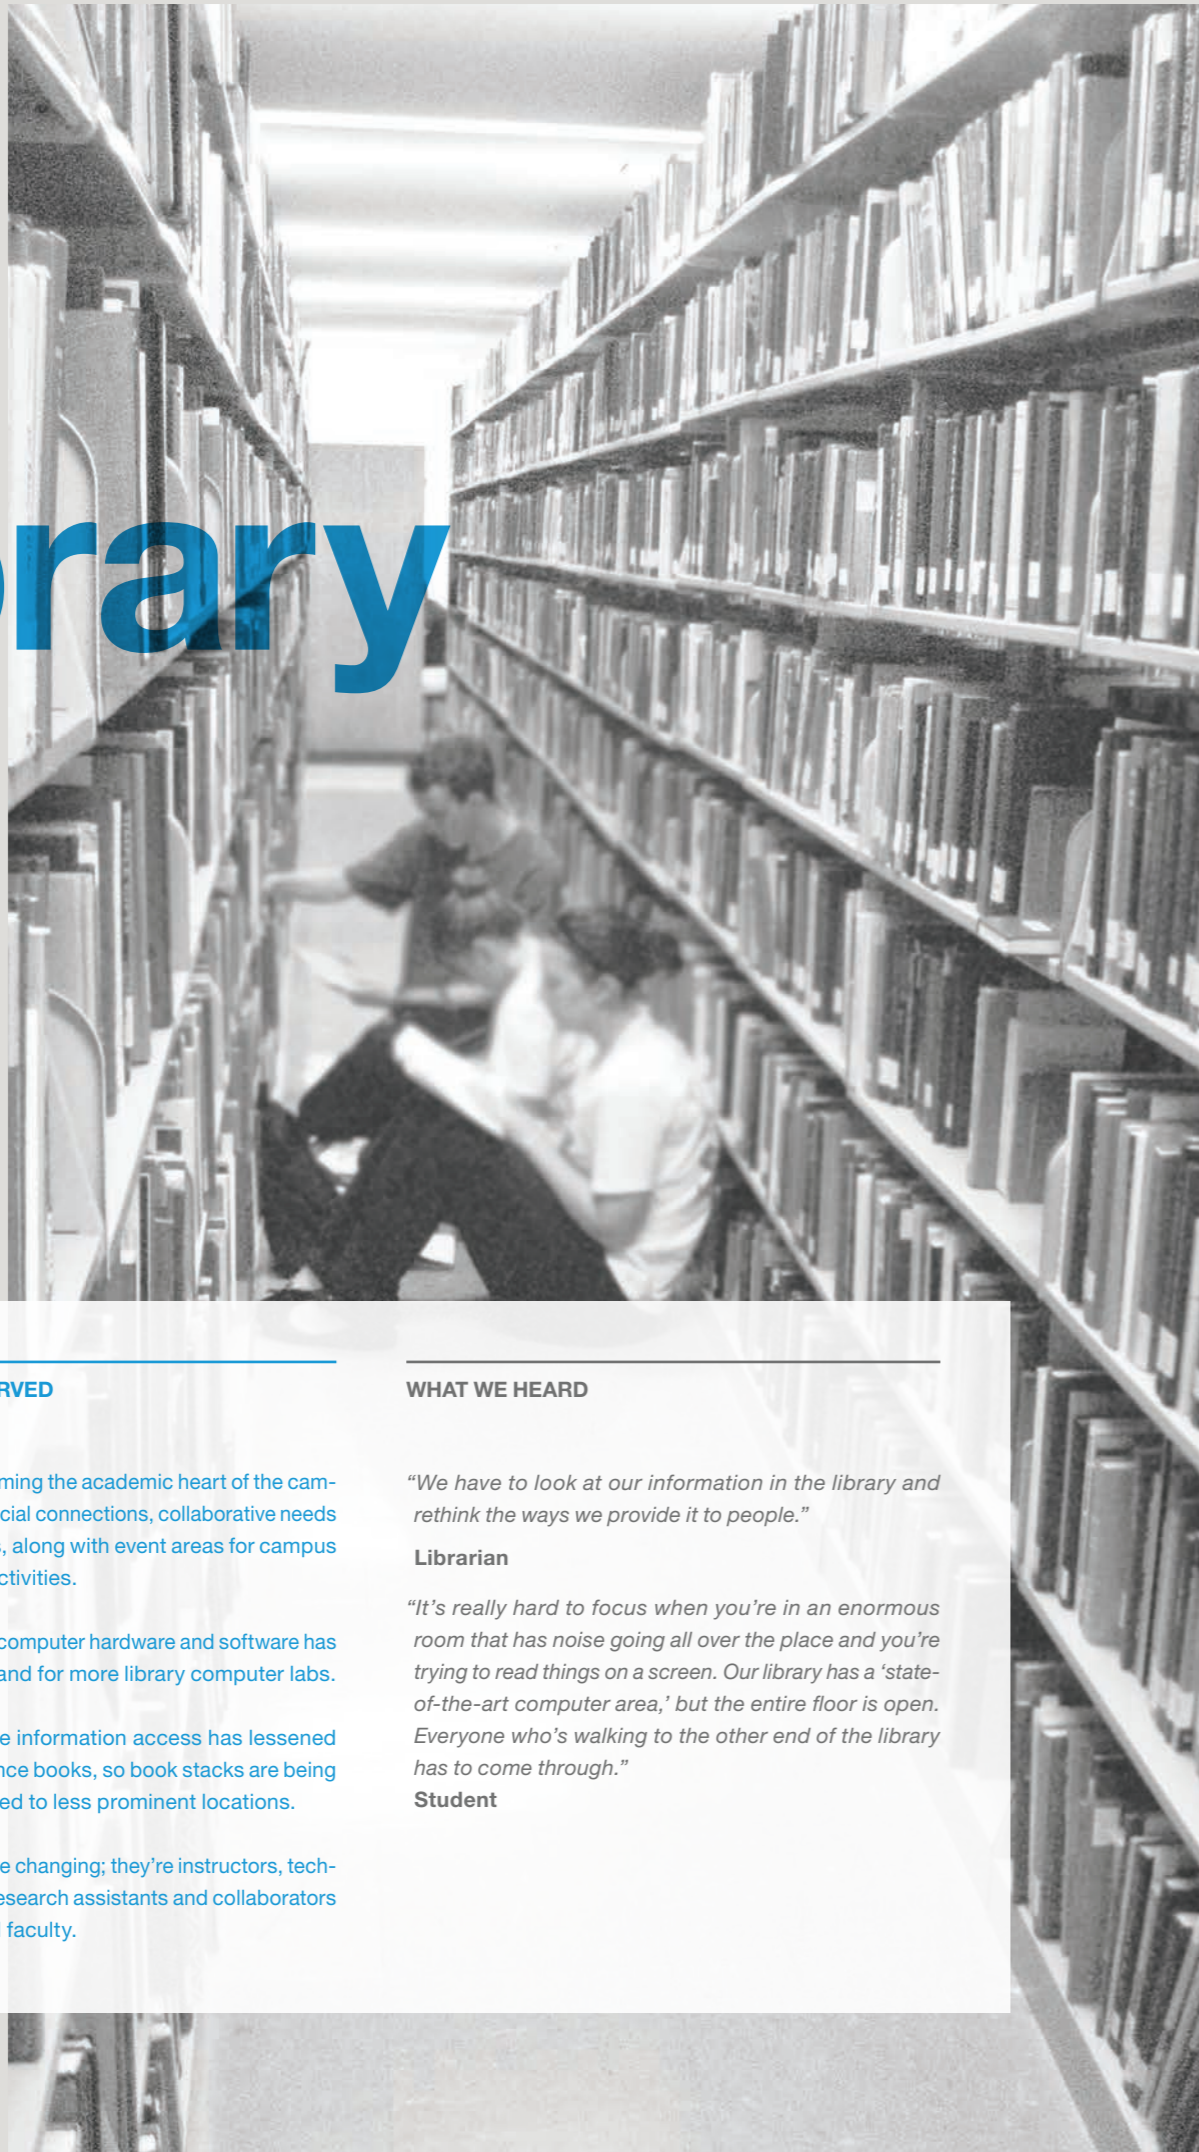 rary
RVED
ming the academic heart of the cam-
cial connections, collaborative needs
, along with event areas for campus
ctivities.
computer hardware and software has
and for more library computer labs.
e information access has lessened
nce books, so book stacks are being
ed to less prominent locations.
e changing; they’re instructors, tech-
esearch assistants and collaborators
faculty.
WHAT WE HEARD
“We have to look at our information in the library and
rethink the ways we provide it to people.”
Librarian
“It’s really hard to focus when you’re in an enormous
room that has noise going all over the place and you’re
trying to read things on a screen. Our library has a ‘state-
of-the-art computer area,’ but the entire floor is open.
Everyone who’s walking to the other end of the library
has to come through.”
Student